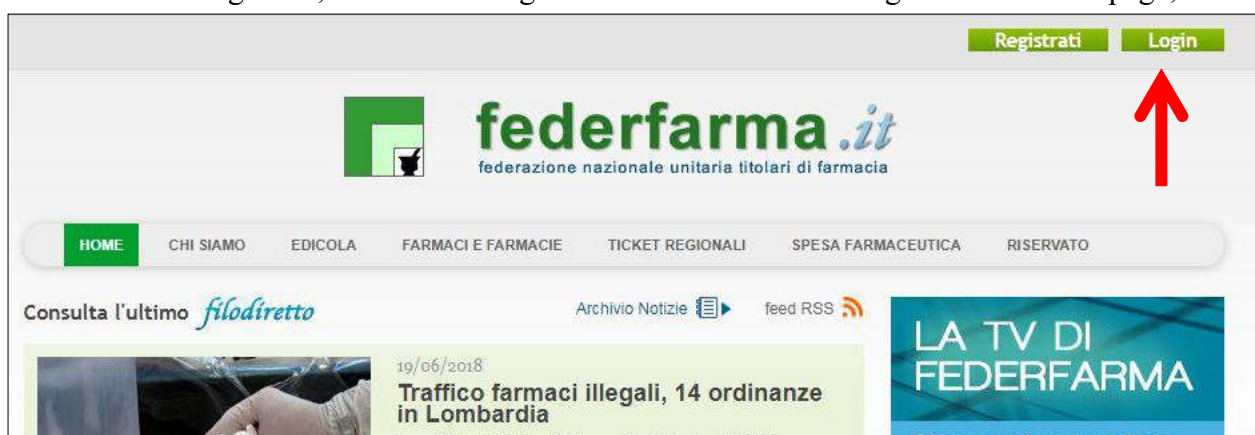 Registrati Login
federfarma.it
federazione nazionale unitaria titolari di farmacia
HOME CHI SIAMO EDICOLA FARMACI E FARMACIE TICKET REGIONALI SPESA FARMACEUTICA RISERVATO
Consulta l'ultimo filodiretto Archivio Notizie feed RSS
LA TV DI
FEDERFARMA
19/06/2018
Traffico farmaci illegali, 14 ordinanze
in Lombardia